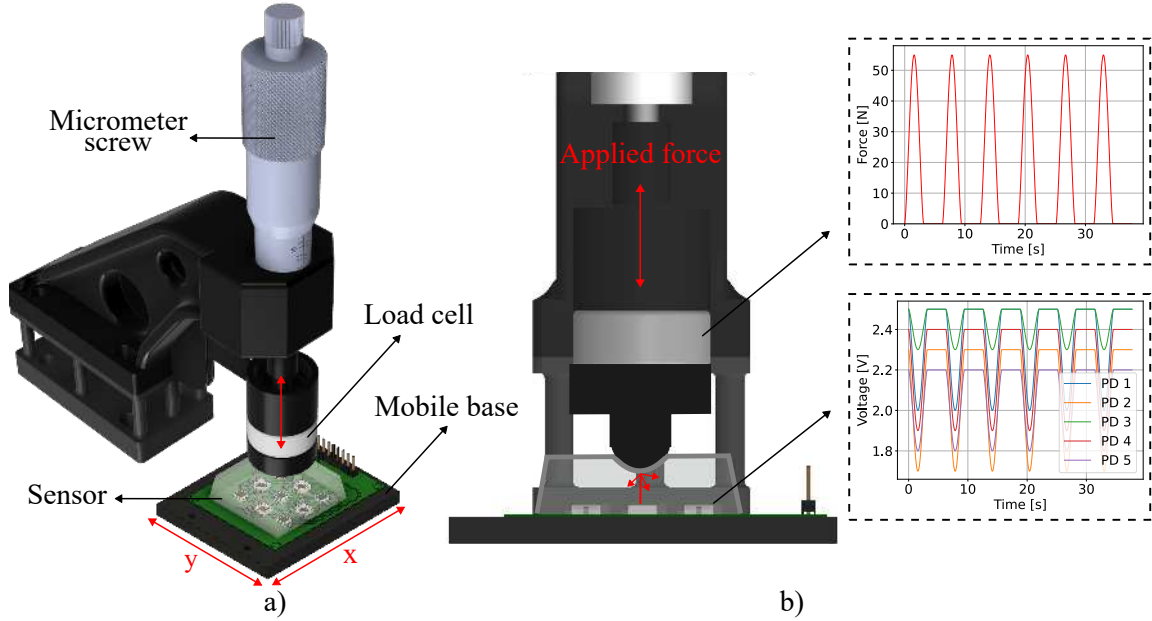 Micrometer
screw
Load cell
Mobile base
Sensor
y
x
a)
Applied force
b)
Force [N]
50
40
30
20
10
0
0 10 20 30
Time [s]
Voltage [V]
2.4
2.2
2.0
1.8
PD 1
PD 2
PD 3
PD 4
PD 5
0 10 20 30
Time [s]